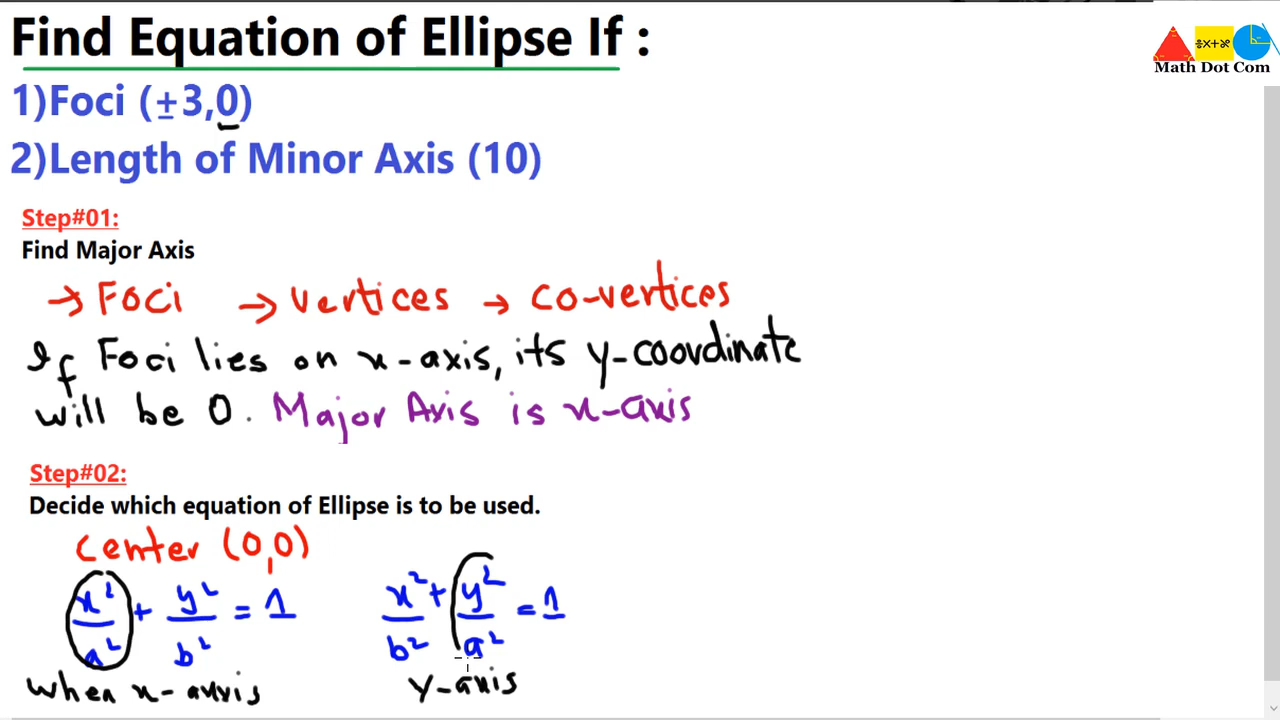 Find Equation of Ellipse If :
÷x+%
Math Dot Com
1)Foci (±3,0)
2)Length of Minor Axis (10)
Step#01:
Find Major Axis
→ Foci → vertices → co-vertices
If Foci lies on x-axis, its y-coordinate
will be 0. Major Axis is x-axis
Step#02:
Decide which equation of Ellipse is to be used.
center (0,0)
x²/a² + y²/b² = 1 x²/b² + y²/a² = 1
when x-axis y-axis